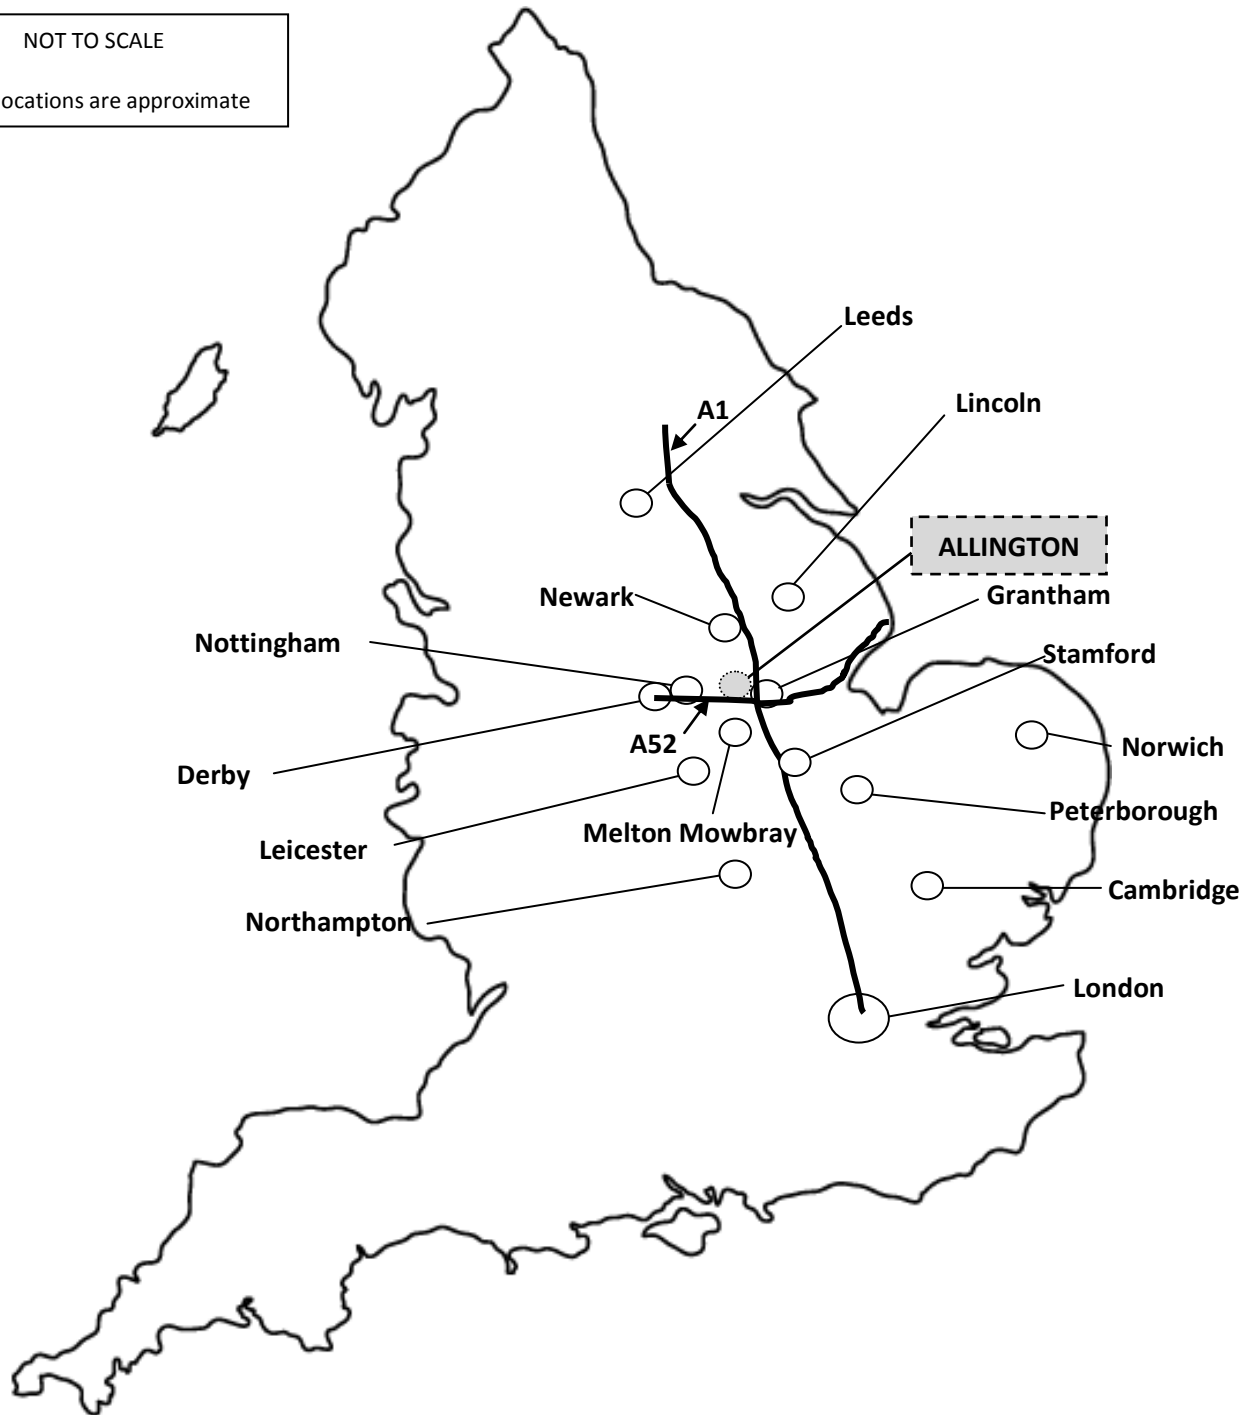 NOT TO SCALE
ocations are approximate
Leeds
A1
Lincoln
ALLINGTON
Newark
Grantham
Nottingham
Stamford
A52
Norwich
Derby
Peterborough
Melton Mowbray
Leicester
Cambridge
Northampton
London